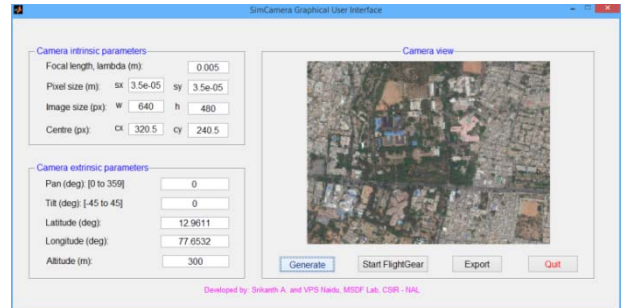 SimCamera Graphical User Interface
Camera intrinsic parameters
Focal length, lambda (m): 0.005
Pixel size (m): sx 3.5e-05 sy 3.5e-05
Image size (px): w 640 h 480
Centre (px): cx 320.5 cy 240.5
Camera extrinsic parameters
Pan (deg): [0 to 359] 0
Tilt (deg): [-45 to 45] 0
Latitude (deg): 12.9611
Longitude (deg): 77.6532
Altitude (m): 300
Camera view
Generate Start FlightGear Export Quit
Developed by: Srikanth A. and VPS Naidu, MSDF Lab, CSIR - NAL